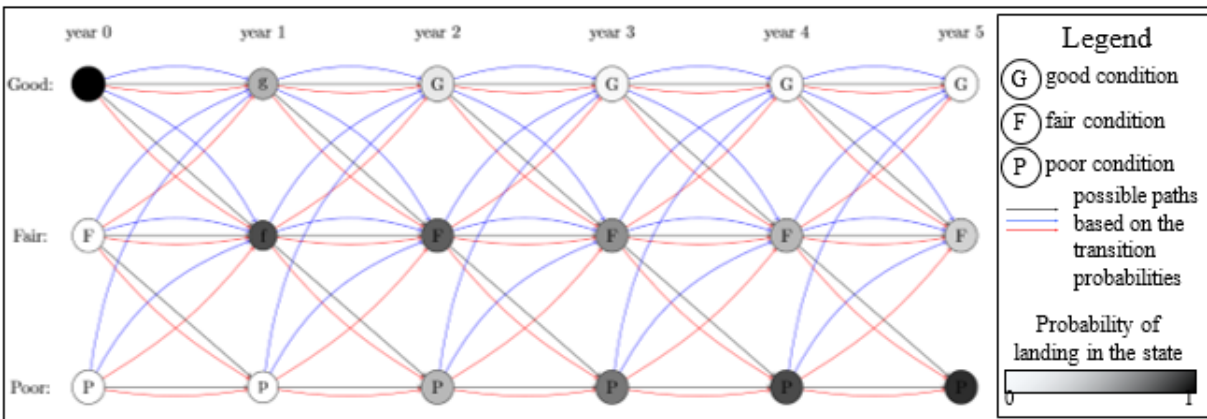 year 0 year 1 year 2 year 3 year 4 year 5
Good: g G G G G
Fair: F f F F F F
Poor: P P P P P P
Legend
G good condition
F fair condition
P poor condition
possible paths
based on the
transition
probabilities
Probability of
landing in the state
0 1